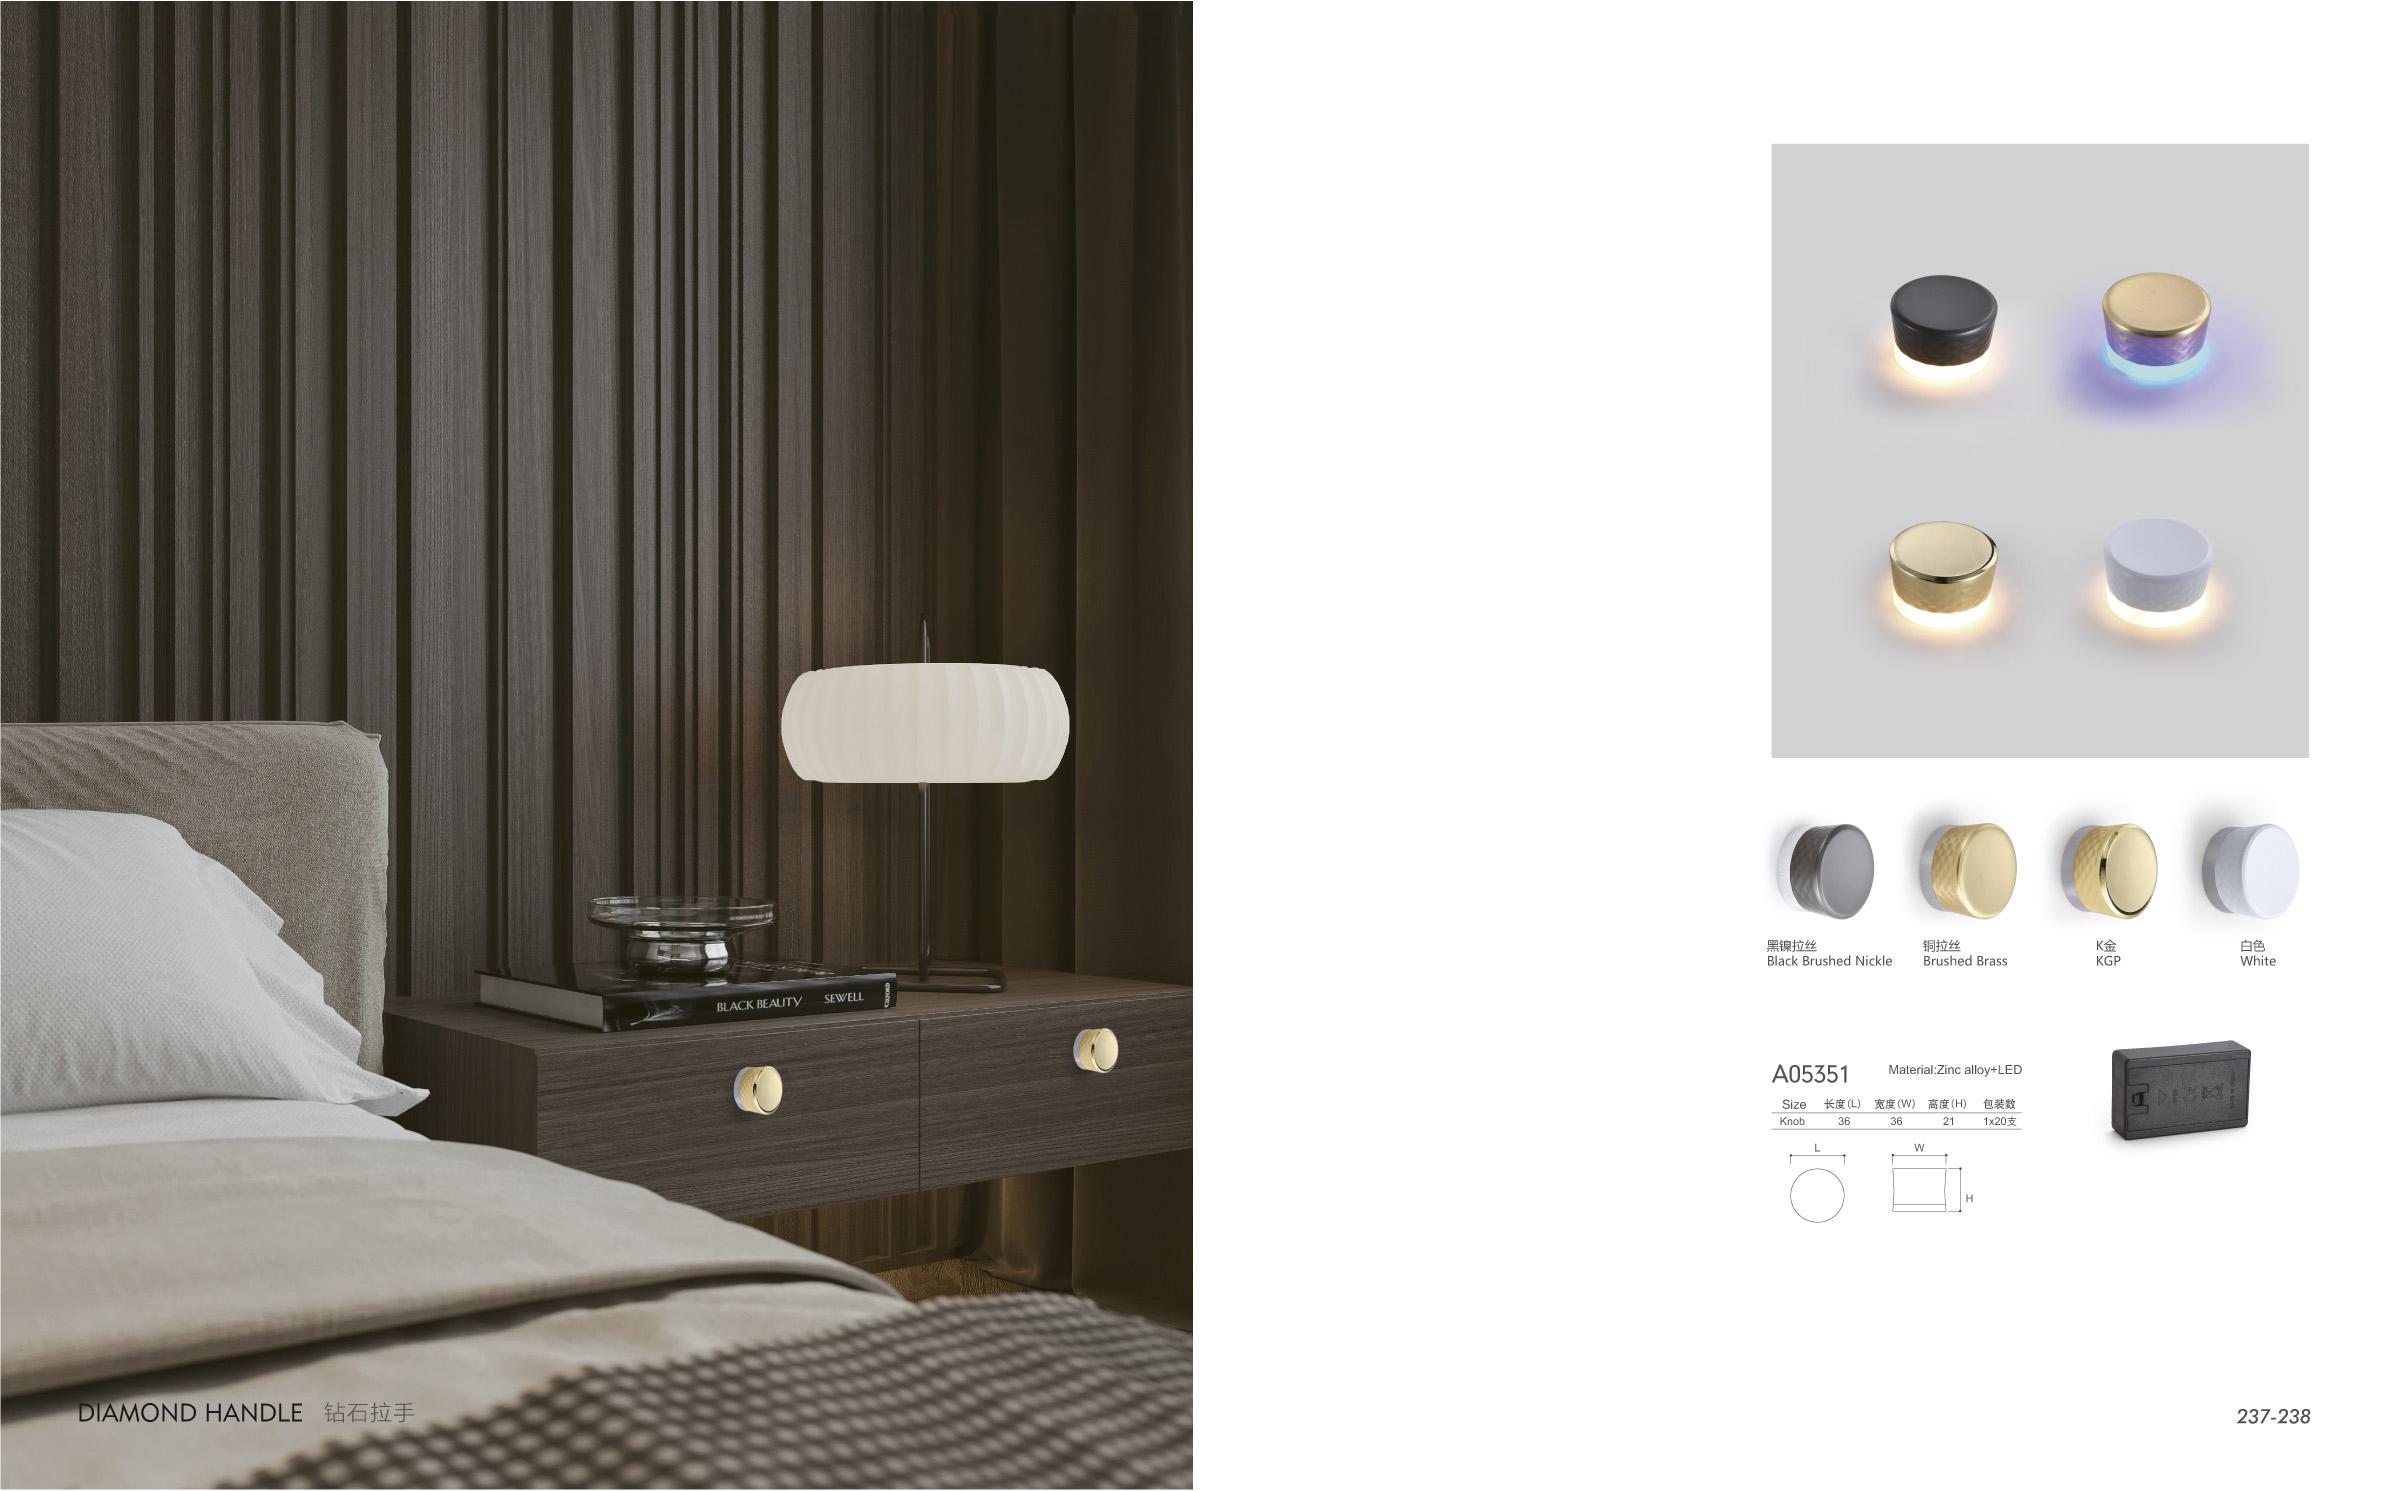 BLACK BEAUTY SEWELL OXFORD
DIAMOND HANDLE 钻石拉手
黑镍拉丝
Black Brushed Nickle
铜拉丝
Brushed Brass
K金
KGP
白色
White
A05351 Material:Zinc alloy+LED
Size 长度(L) 宽度(W) 高度(H) 包装数
Knob 36 36 21 1x20支
L W
H
237-238